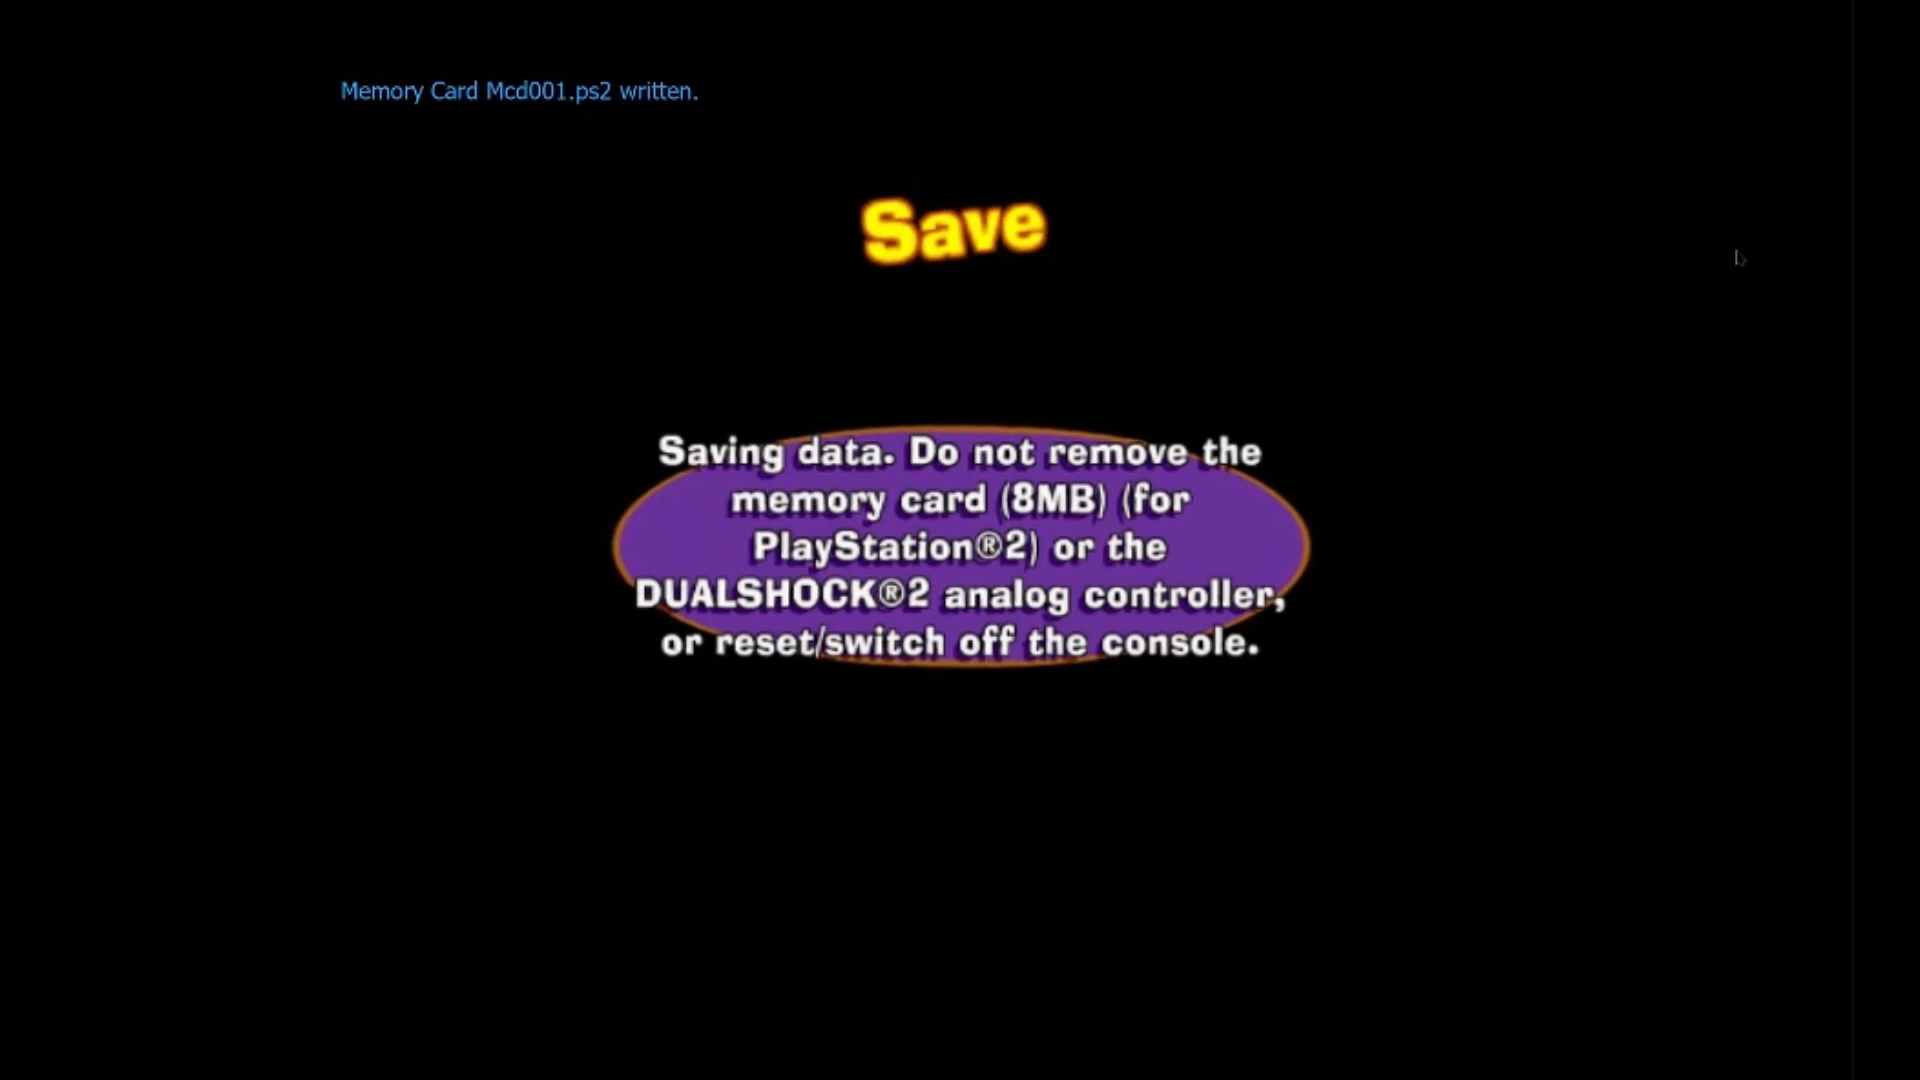 Memory Card Mcd001.ps2 written.
Save
Saving data. Do not remove the
memory card (8MB) (for
PlayStation®2) or the
DUALSHOCK®2 analog controller,
or reset/switch off the console.